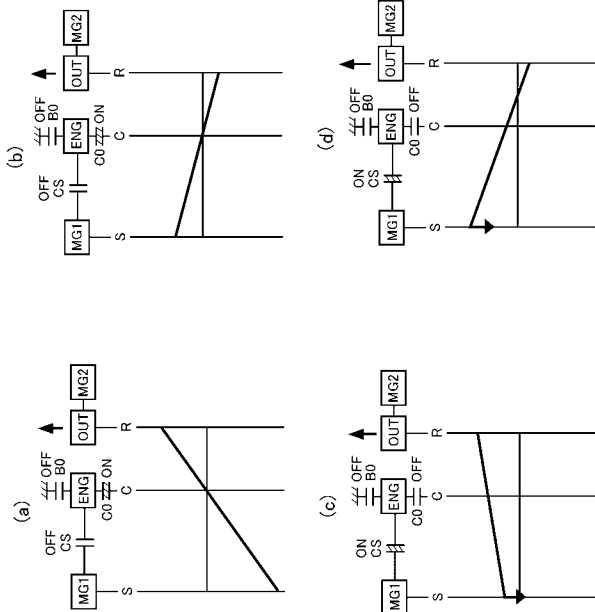 (a)
OFF
B0
OFF
CS
MG1
ENG
OUT
MG2
C0 ON
S
C
R
(b)
OFF
B0
OFF
CS
MG1
ENG
OUT
MG2
C0 ON
S
C
R
(c)
OFF
B0
ON
CS
MG1
ENG
OUT
MG2
C0 OFF
S
C
R
(d)
OFF
B0
ON
CS
MG1
ENG
OUT
MG2
C0 OFF
S
C
R